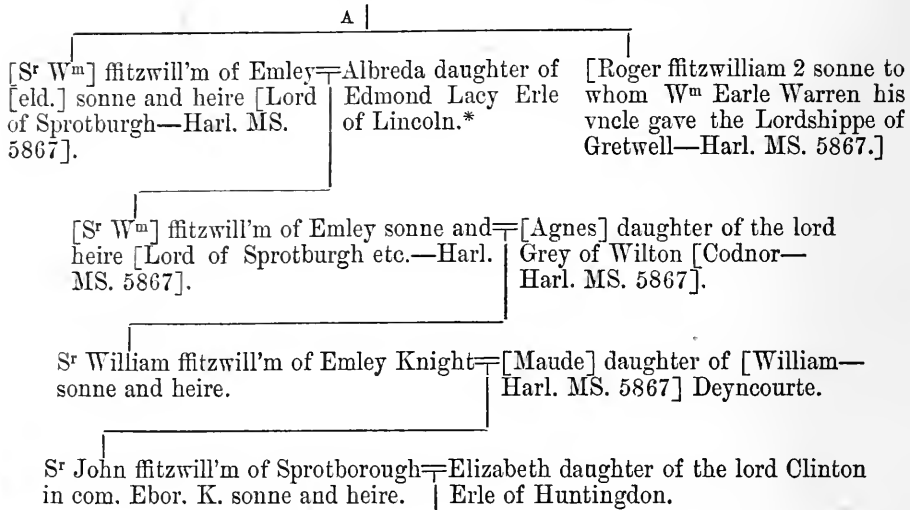 A
[Sʳ Wᵐ] ffitzwill'm of Emley
[eld.] sonne and heire [Lord
of Sprotburgh—Harl. MS.
5867].
Albreda daughter of
Edmond Lacy Erle
of Lincoln.*
[Roger ffitzwilliam 2 sonne to
whom Wᵐ Earle Warren his
vncle gave the Lordshippe of
Gretwell—Harl. MS. 5867.]
[Sʳ Wᵐ] ffitzwill'm of Emley sonne and
heire [Lord of Sprotburgh etc.—Harl.
MS. 5867].
[Agnes] daughter of the lord
Grey of Wilton [Codnor—
Harl. MS. 5867].
Sʳ William ffitzwill'm of Emley Knight
sonne and heire.
[Maude] daughter of [William—
Harl. MS. 5867] Deyncourte.
Sʳ John ffitzwill'm of Sprotborough
in com. Ebor. K. sonne and heire.
Elizabeth daughter of the lord Clinton
Erle of Huntingdon.